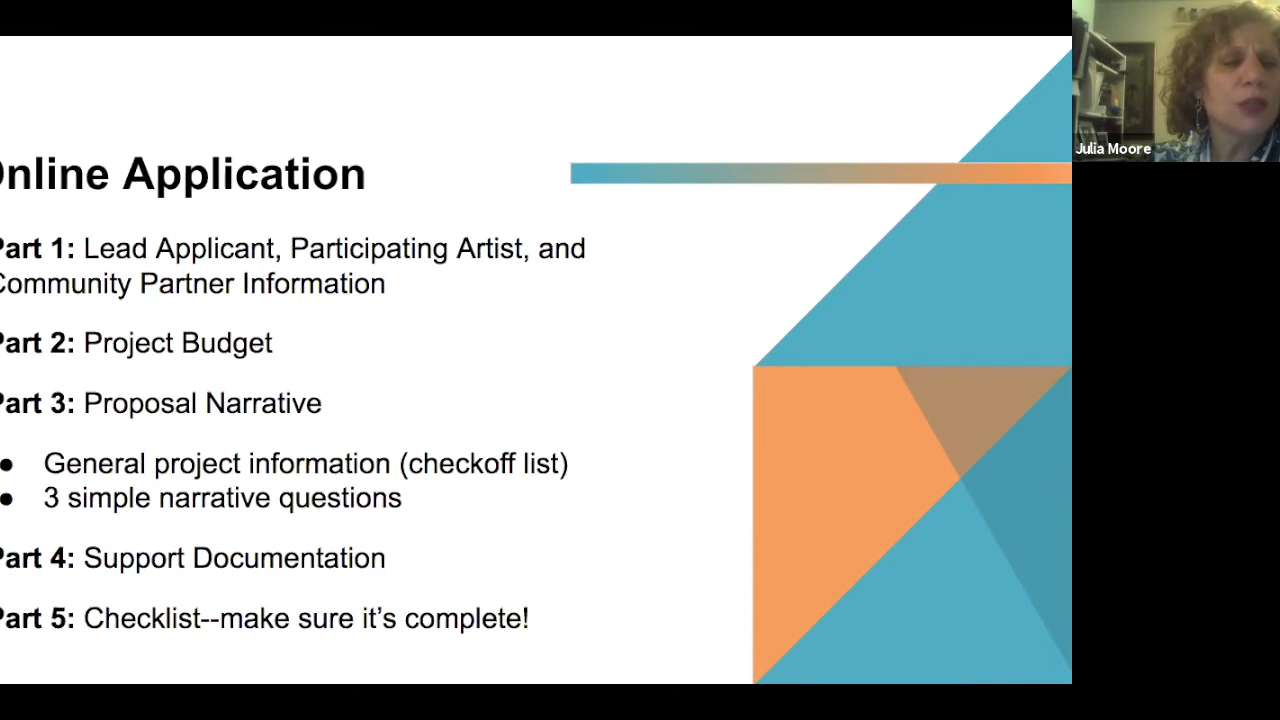 Online Application
Part 1: Lead Applicant, Participating Artist, and
Community Partner Information
Part 2: Project Budget
Part 3: Proposal Narrative
● General project information (checkoff list)
● 3 simple narrative questions
Part 4: Support Documentation
Part 5: Checklist--make sure it’s complete!
Julia Moore